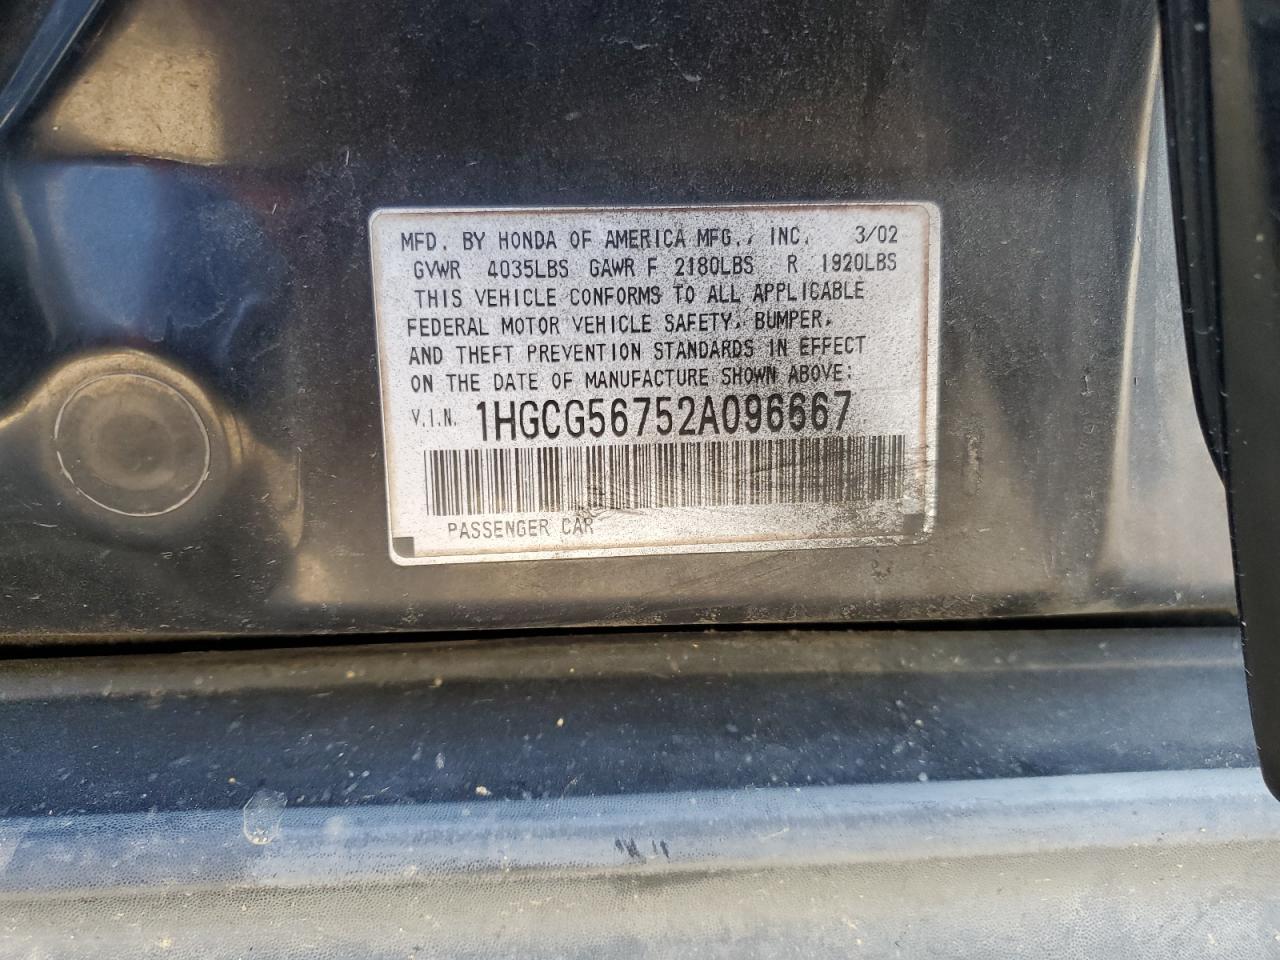 MFD. BY HONDA OF AMERICA MFG., INC. 3/02
GVWR 4035LBS GAWR F 2180LBS R 1920LBS
THIS VEHICLE CONFORMS TO ALL APPLICABLE
FEDERAL MOTOR VEHICLE SAFETY, BUMPER,
AND THEFT PREVENTION STANDARDS IN EFFECT
ON THE DATE OF MANUFACTURE SHOWN ABOVE:
V.I.N. 1HGCG56752A096667
PASSENGER CAR